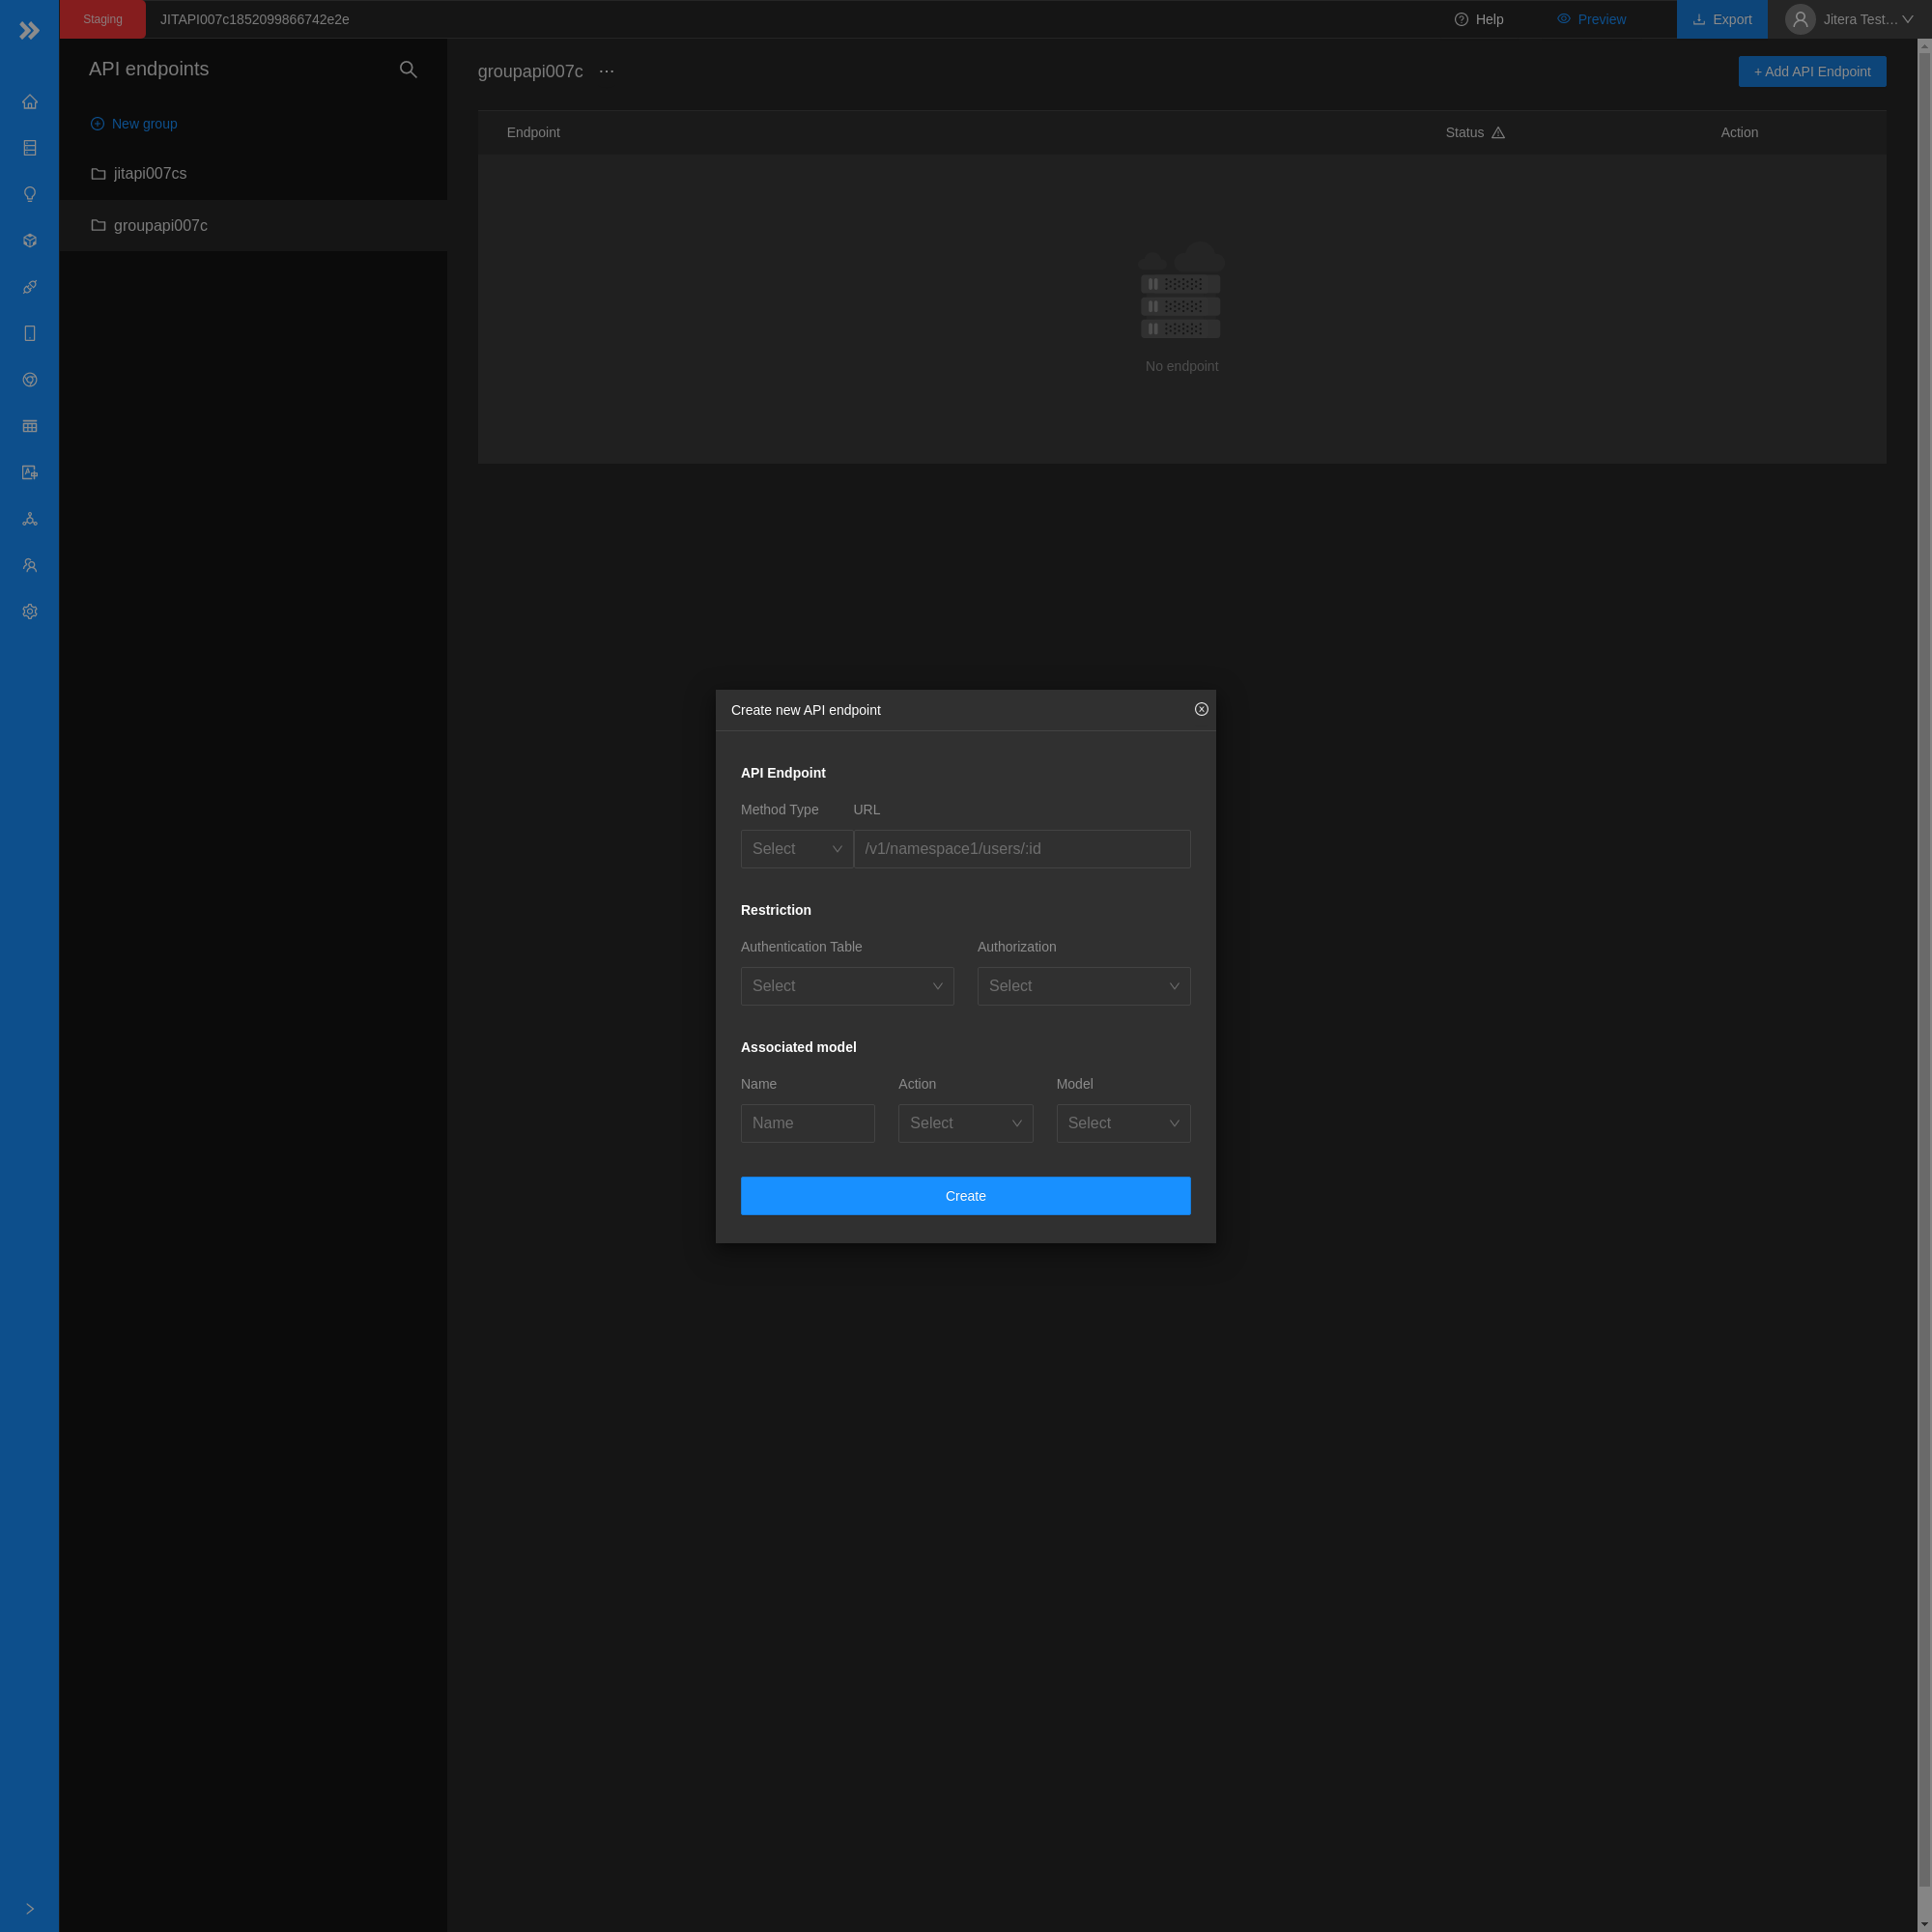 Staging
JITAPI007c1852099866742e2e
Help
Preview
Export
Jitera Test...
API endpoints
New group
jitapi007cs
groupapi007c
groupapi007c ...
+ Add API Endpoint
Endpoint Status Action
No endpoint
Create new API endpoint
API Endpoint
Method Type URL
Select /v1/namespace1/users/:id
Restriction
Authentication Table Authorization
Select Select
Associated model
Name Action Model
Name Select Select
Create